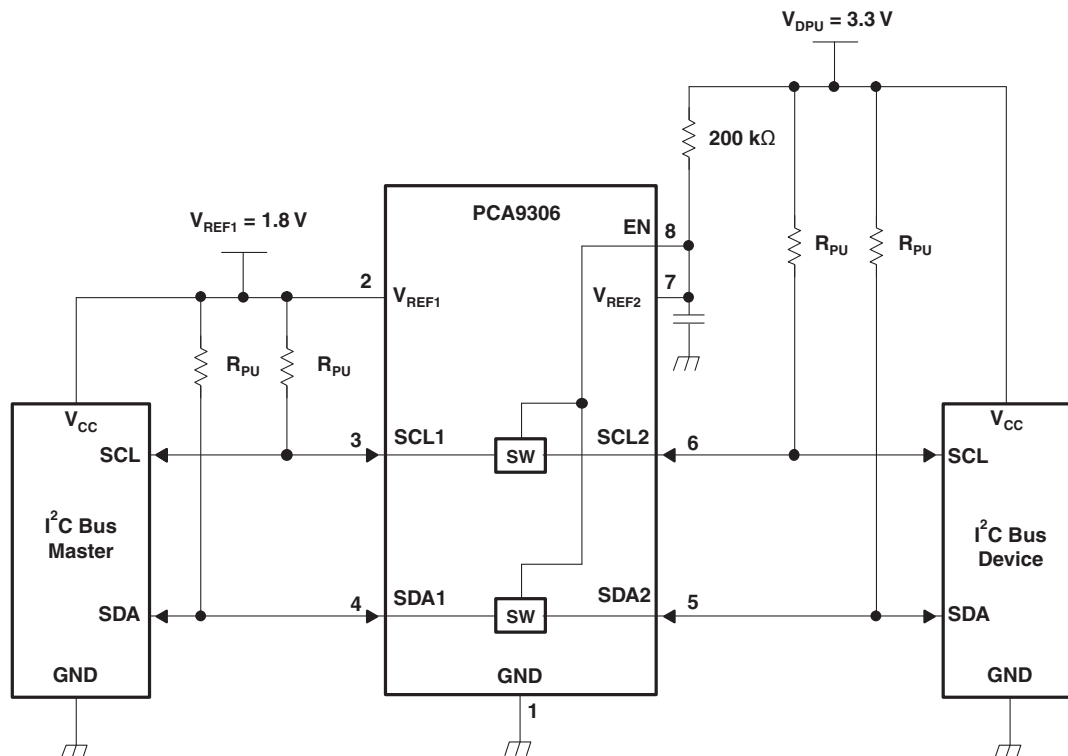 V_DPU = 3.3 V
200 kΩ
PCA9306
V_REF1 = 1.8 V
EN
8
R_PU
R_PU
2
V_REF1
7
V_REF2
R_PU
R_PU
V_CC
V_CC
SCL
3
SCL1
SW
SCL2
6
SCL
I²C Bus
Master
I²C Bus
Device
SDA
4
SDA1
SW
SDA2
5
SDA
GND
GND
GND
1